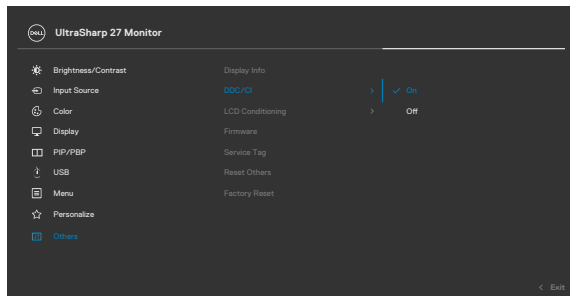 DELL UltraSharp 27 Monitor
Brightness/Contrast
Input Source
Color
Display
PIP/PBP
USB
Menu
Personalize
Others
Display Info
DDC/CI
LCD Conditioning
Firmware
Service Tag
Reset Others
Factory Reset
On
Off
Exit